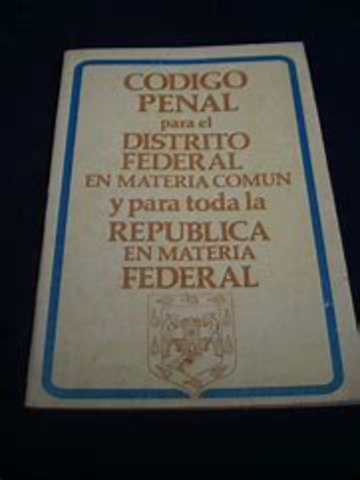 CODIGO
PENAL
para el
DISTRITO
FEDERAL
EN MATERIA COMUN
y para toda la
REPUBLICA
EN MATERIA
FEDERAL